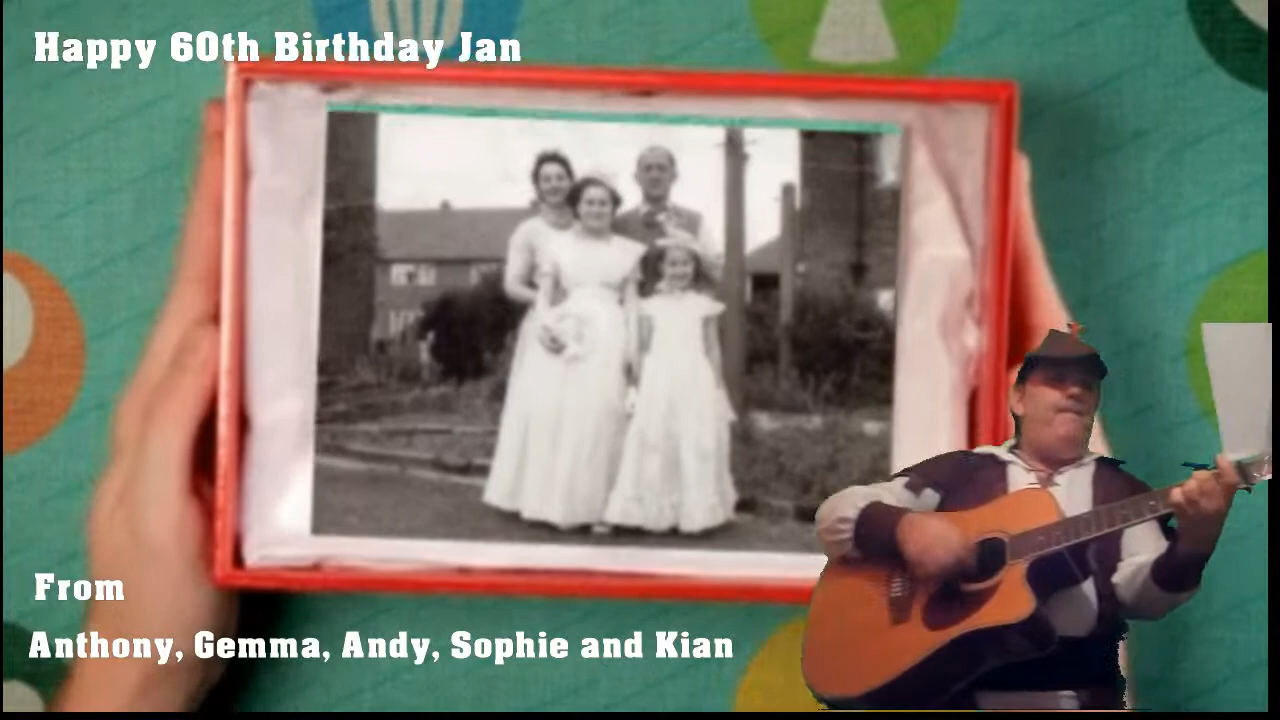 Happy 60th Birthday Jan
From
Anthony, Gemma, Andy, Sophie and Kian